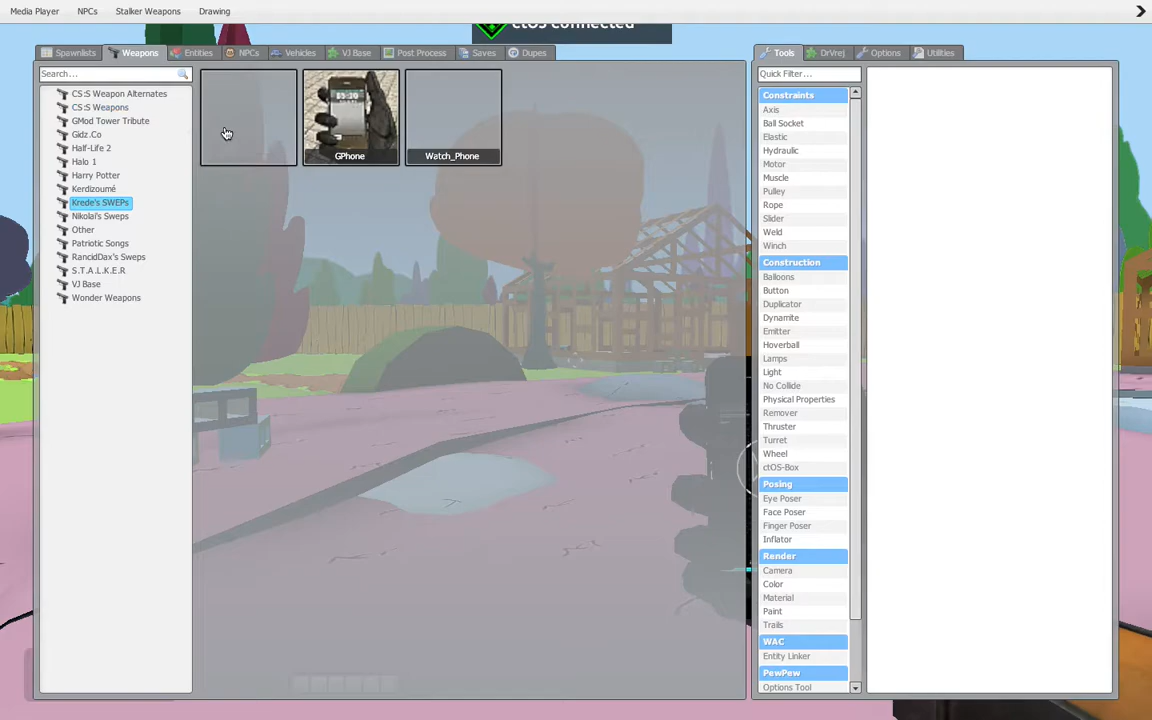 Media Player NPCs Stalker Weapons Drawing
ctOS connected
Spawnlists Weapons Entities NPCs Vehicles VJ Base Post Process Saves Dupes
Search...
CS:S Weapon Alternates
CS:S Weapons
GMod Tower Tribute
Gidz.Co
Half-Life 2
Halo 1
Harry Potter
Kerdizoumé
Krede's SWEPs
Nikolai's Sweps
Other
Patriotic Songs
RancidDax's Sweps
S.T.A.L.K.E.R
VJ Base
Wonder Weapons
05:30
GPhone
Watch_Phone
Tools DrVrej Options Utilities
Quick Filter...
Constraints
Axis
Ball Socket
Elastic
Hydraulic
Motor
Muscle
Pulley
Rope
Slider
Weld
Winch
Construction
Balloons
Button
Duplicator
Dynamite
Emitter
Hoverball
Lamps
Light
No Collide
Physical Properties
Remover
Thruster
Turret
Wheel
ctOS-Box
Posing
Eye Poser
Face Poser
Finger Poser
Inflator
Render
Camera
Color
Material
Paint
Trails
WAC
Entity Linker
PewPew
Options Tool